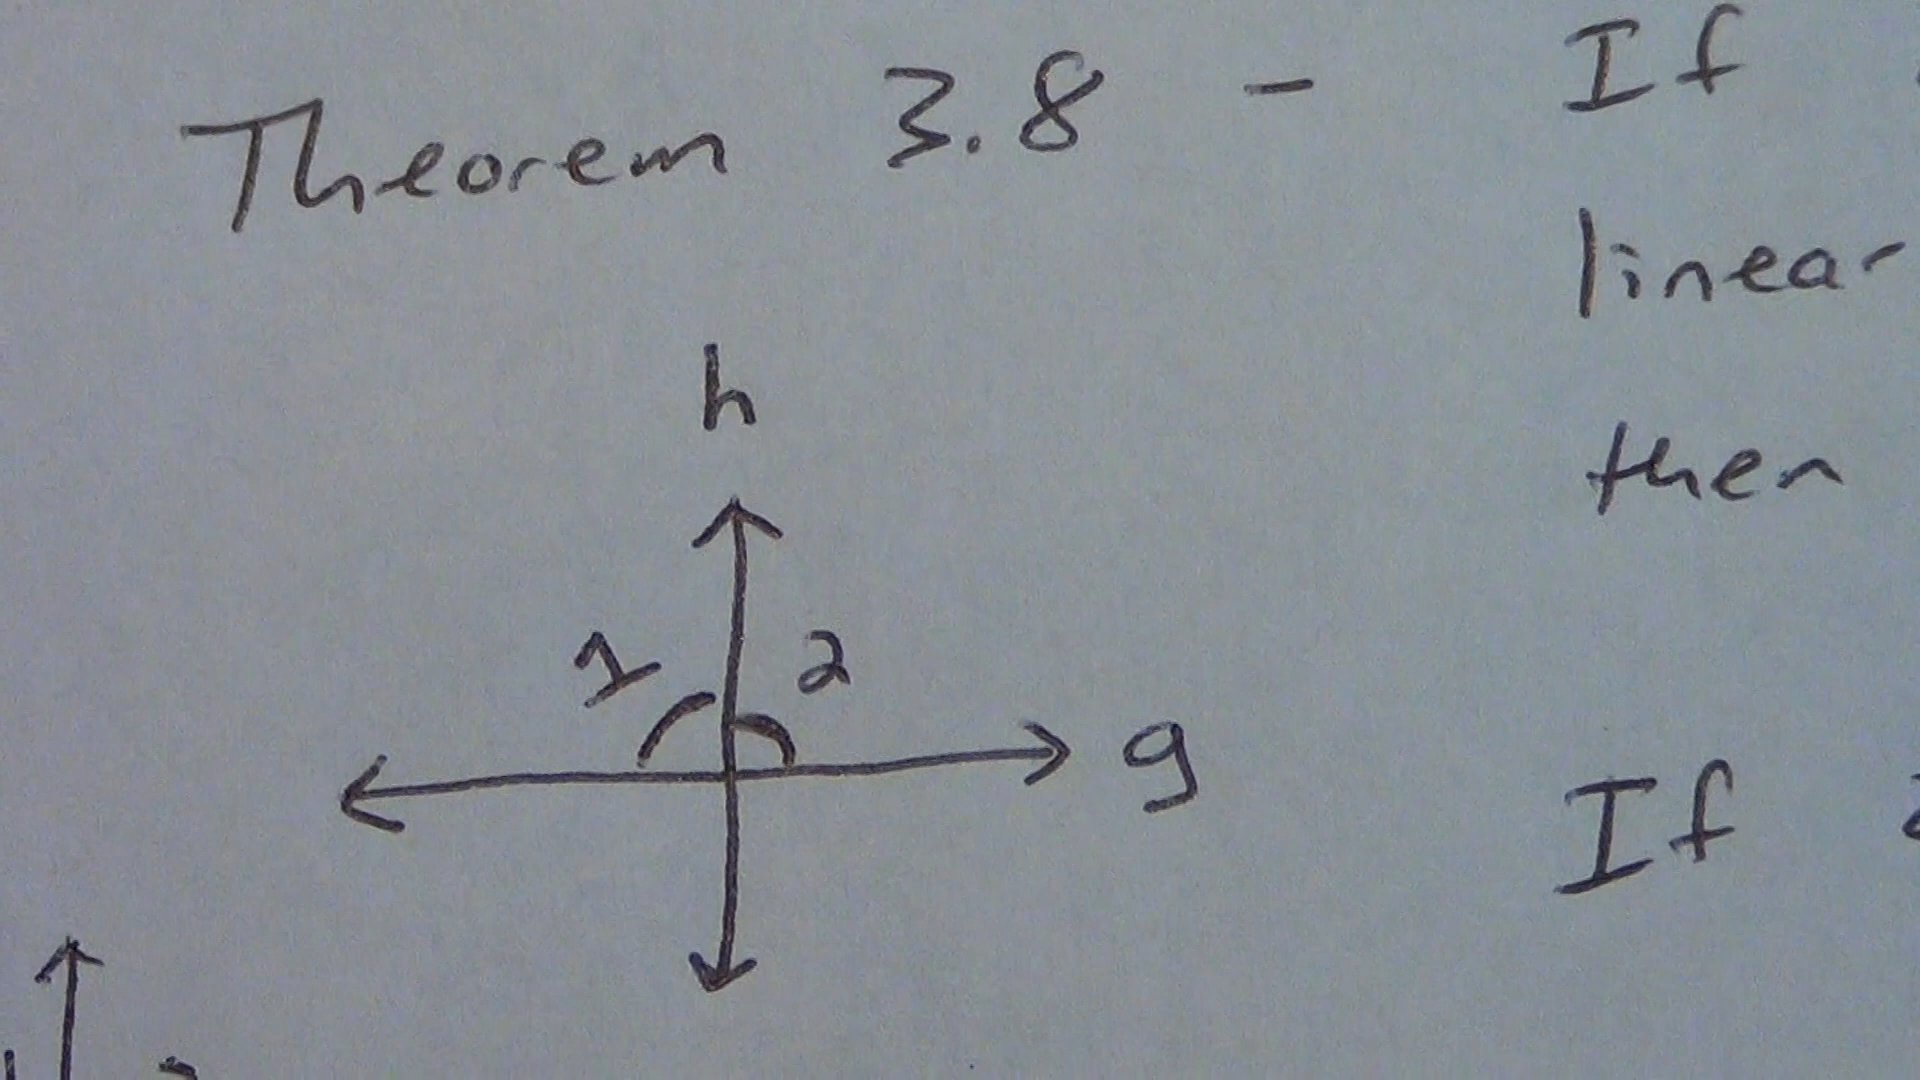 Theorem 3.8 - If
linear
then
h
1 2
g
If